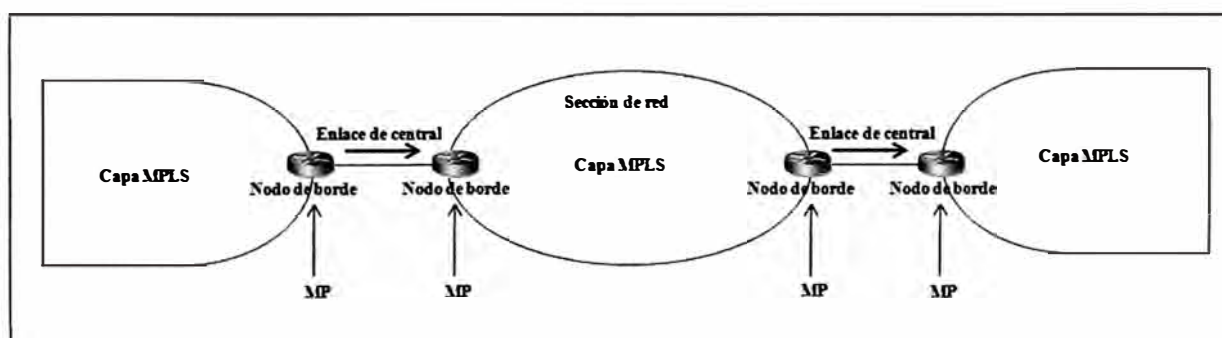 Sección de red
Enlace de central
Enlace de central
Capa MPLS
Capa MPLS
Capa MPLS
Nodo de borde
Nodo de borde
Nodo de borde
Nodo de borde
MP
MP
MP
MP